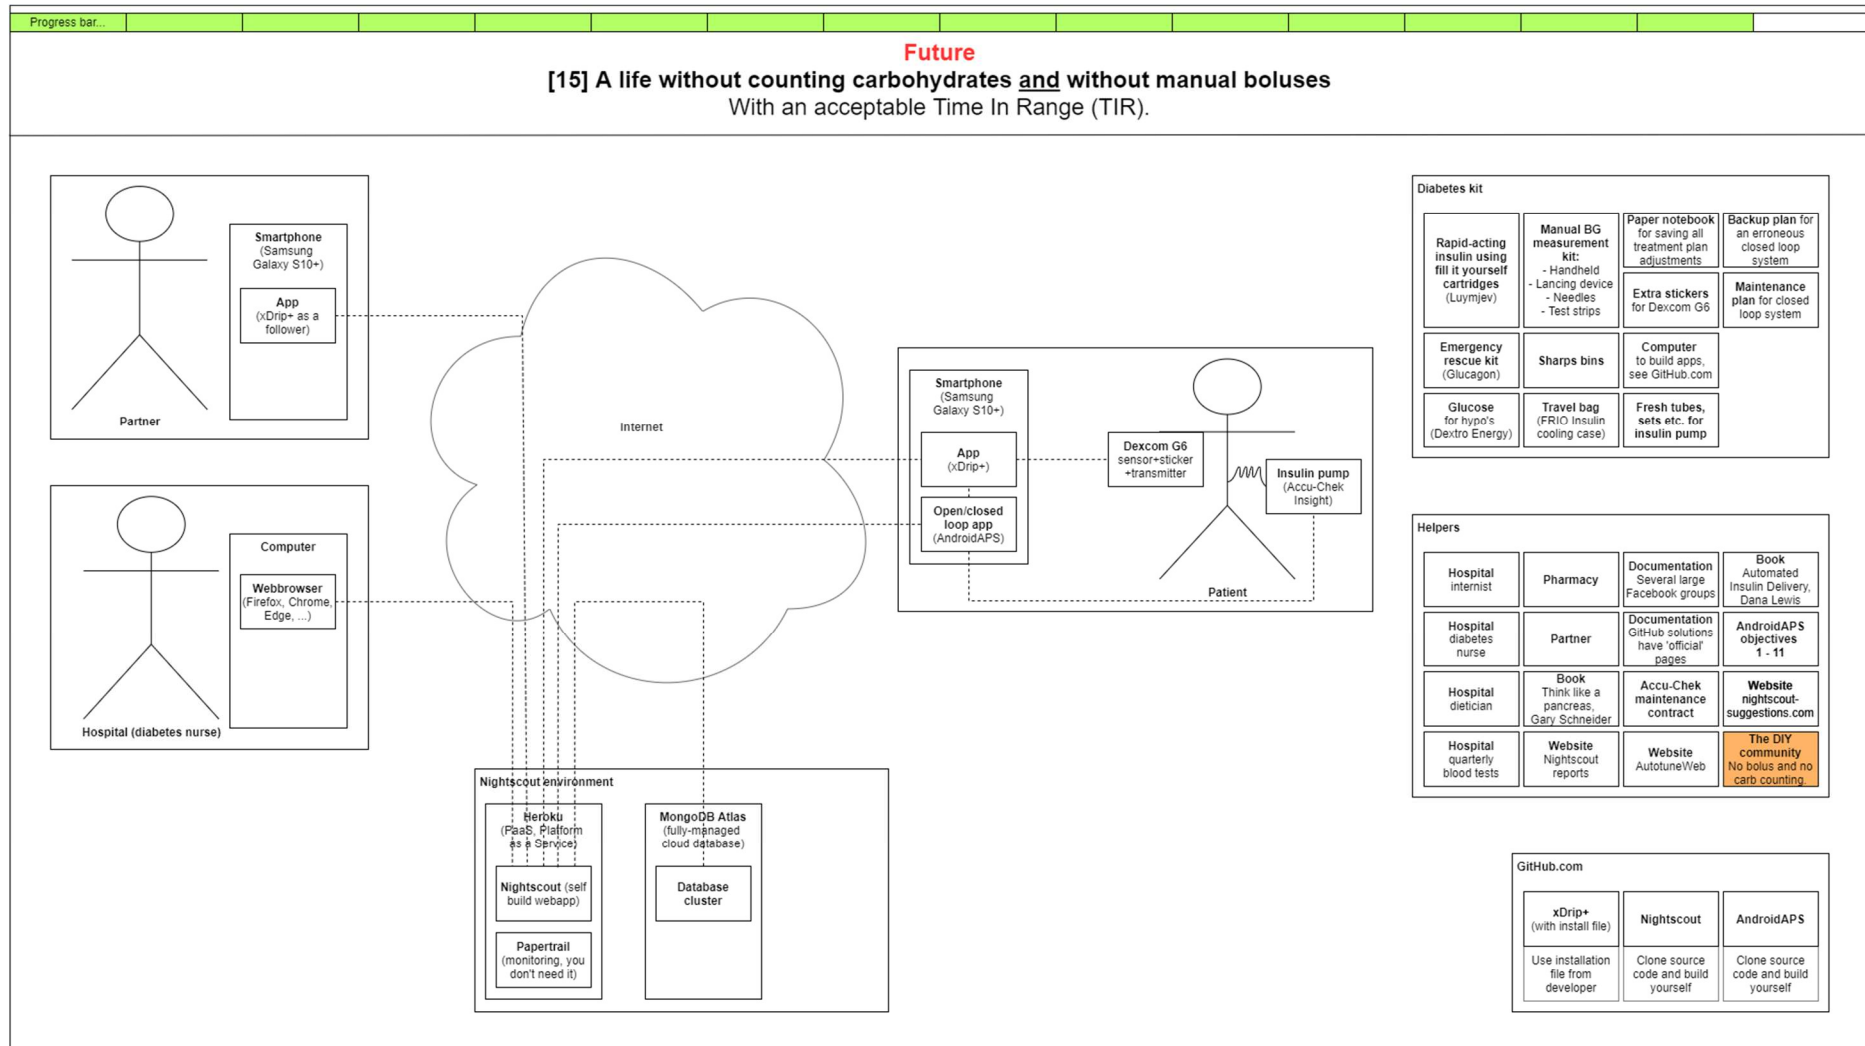 Progress bar...
Future
[15] A life without counting carbohydrates and without manual boluses
With an acceptable Time In Range (TIR).
Partner
Smartphone
(Samsung
Galaxy S10+)
App
(xDrip+ as a
follower)
Hospital (diabetes nurse)
Computer
Webbrowser
(Firefox, Chrome,
Edge, ...)
Internet
Smartphone
(Samsung
Galaxy S10+)
App
(xDrip+)
Open/closed
loop app
(AndroidAPS)
Dexcom G6
sensor+sticker
+transmitter
Insulin pump
(Accu-Chek
Insight)
Patient
Nightscout environment
Heroku
(PaaS, Platform
as a Service)
Nightscout (self
build webapp)
Papertrail
(monitoring, you
don't need it)
MongoDB Atlas
(fully-managed
cloud database)
Database
cluster
Diabetes kit
Rapid-acting
insulin using
fill it yourself
cartridges
(Luymjev)
Manual BG
measurement
kit:
- Handheld
- Lancing device
- Needles
- Test strips
Paper notebook
for saving all
treatment plan
adjustments
Backup plan for
an erroneous
closed loop
system
Extra stickers
for Dexcom G6
Maintenance
plan for closed
loop system
Emergency
rescue kit
(Glucagon)
Sharps bins
Computer
to build apps,
see GitHub.com
Glucose
for hypo's
(Dextro Energy)
Travel bag
(FRIO Insulin
cooling case)
Fresh tubes,
sets etc. for
insulin pump
Helpers
Hospital
internist
Pharmacy
Documentation
Several large
Facebook groups
Book
Automated
Insulin Delivery,
Dana Lewis
Hospital
diabetes
nurse
Partner
Documentation
GitHub solutions
have 'official'
pages
AndroidAPS
objectives
1 - 11
Hospital
dietician
Book
Think like a
pancreas,
Gary Schneider
Accu-Chek
maintenance
contract
Website
nightscout-
suggestions.com
Hospital
quarterly
blood tests
Website
Nightscout
reports
Website
AutotuneWeb
The DIY
community
No bolus and no
carb counting.
GitHub.com
xDrip+
(with install file)
Nightscout
AndroidAPS
Use installation
file from
developer
Clone source
code and build
yourself
Clone source
code and build
yourself